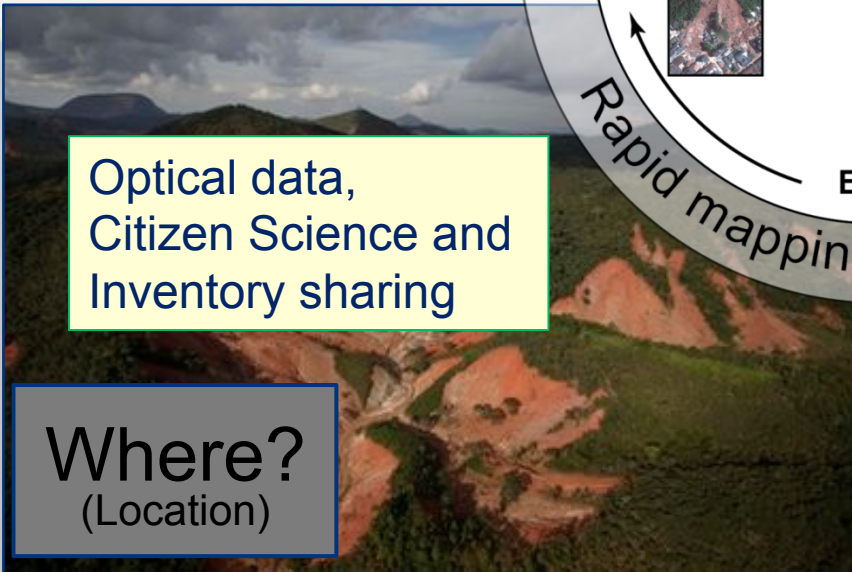 Optical data,
Citizen Science and
Inventory sharing
Rapid mappin
E
Where?
(Location)